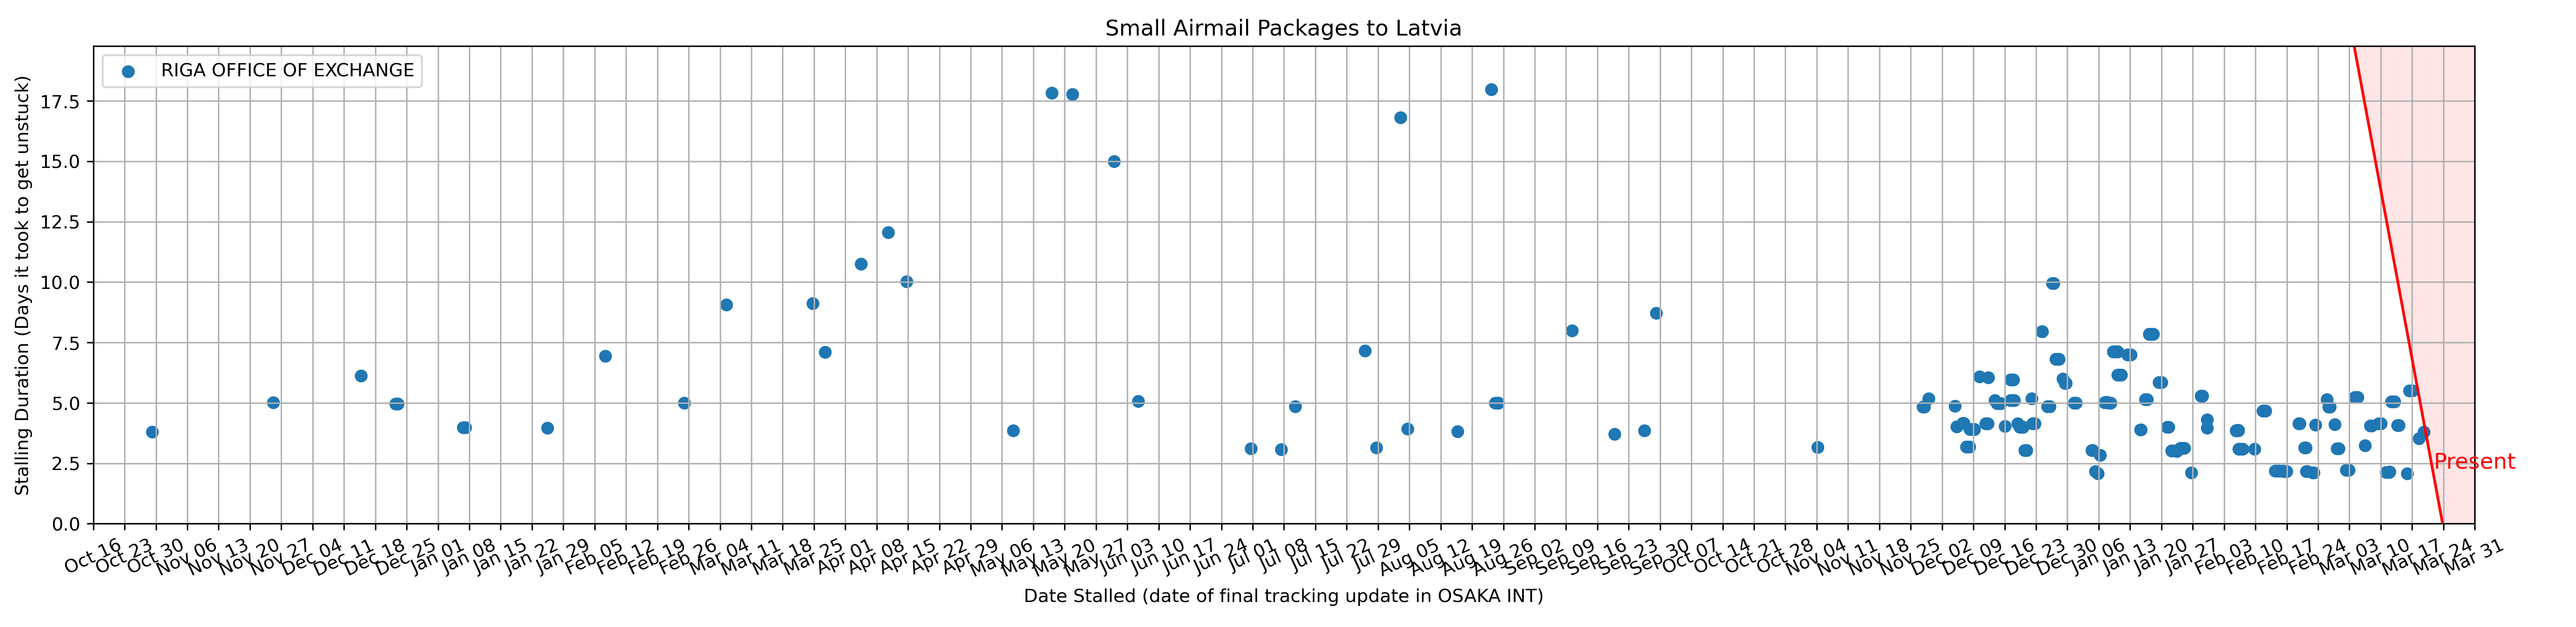 Small Airmail Packages to Latvia
RIGA OFFICE OF EXCHANGE
Stalling Duration (Days it took to get unstuck)
17.5
15.0
12.5
10.0
7.5
5.0
2.5
0.0
Present
Oct 16
Oct 23
Oct 30
Nov 06
Nov 13
Nov 20
Nov 27
Dec 04
Dec 11
Dec 18
Dec 25
Jan 01
Jan 08
Jan 15
Jan 22
Jan 29
Feb 05
Feb 12
Feb 19
Feb 26
Mar 04
Mar 11
Mar 18
Mar 25
Apr 01
Apr 08
Apr 15
Apr 22
Apr 29
May 06
May 13
May 20
May 27
Jun 03
Jun 10
Jun 17
Jun 24
Jul 01
Jul 08
Jul 15
Jul 22
Jul 29
Aug 05
Aug 12
Aug 19
Aug 26
Sep 02
Sep 09
Sep 16
Sep 23
Sep 30
Oct 07
Oct 14
Oct 21
Oct 28
Nov 04
Nov 11
Nov 18
Nov 25
Dec 02
Dec 09
Dec 16
Dec 23
Dec 30
Jan 06
Jan 13
Jan 20
Jan 27
Feb 03
Feb 10
Feb 17
Feb 24
Mar 03
Mar 10
Mar 17
Mar 24
Mar 31
Date Stalled (date of final tracking update in OSAKA INT)